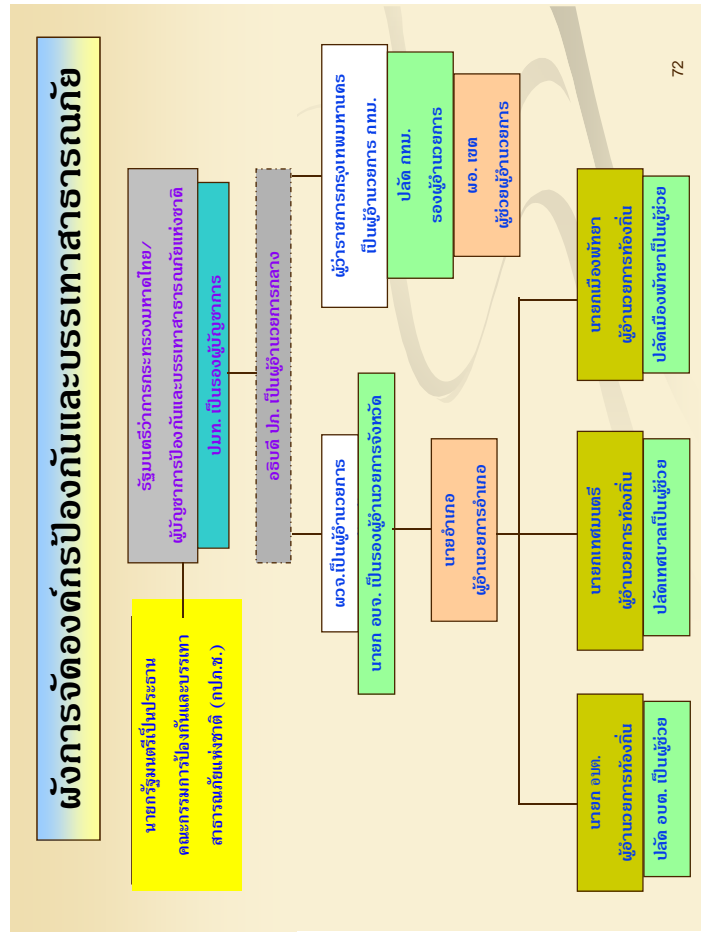 ผังการจัดองค์กรป้องกันและบรรเทาสาธารณภัย
นายกรัฐมนตรีเป็นประธาน
คณะกรรมการป้องกันและบรรเทา
สาธารณภัยแห่งชาติ (กปภ.ช.)
รัฐมนตรีว่าการกระทรวงมหาดไทย/
ผู้บัญชาการป้องกันและบรรเทาสาธารณภัยแห่งชาติ
ปมท. เป็นรองผู้บัญชาการ
อธิบดี ปภ. เป็นผู้อำนวยการกลาง
ผวจ.เป็นผู้อำนวยการ
นายก อบจ. เป็นรองผู้อำนวยการจังหวัด
นายอำเภอ
ผู้อำนวยการอำเภอ
ผู้ว่าราชการกรุงเทพมหานคร
เป็นผู้อำนวยการ กทม.
ปลัด กทม.
รองผู้อำนวยการ
ผอ. เขต
ผู้ช่วยผู้อำนวยการ
นายก อบต.
ผู้อำนวยการท้องถิ่น
ปลัด อบต. เป็นผู้ช่วย
นายกเทศมนตรี
ผู้อำนวยการท้องถิ่น
ปลัดเทศบาลเป็นผู้ช่วย
นายกเมืองพัทยา
ผู้อำนวยการท้องถิ่น
ปลัดเมืองพัทยาเป็นผู้ช่วย
72